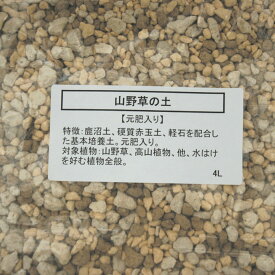 山野草の土
【元肥入り】
特徴:鹿沼土、硬質赤玉土、軽石を配合し
た基本培養土。元肥入り。
対象植物:山野草、高山植物、他、水はけ
を好む植物全般。
4L